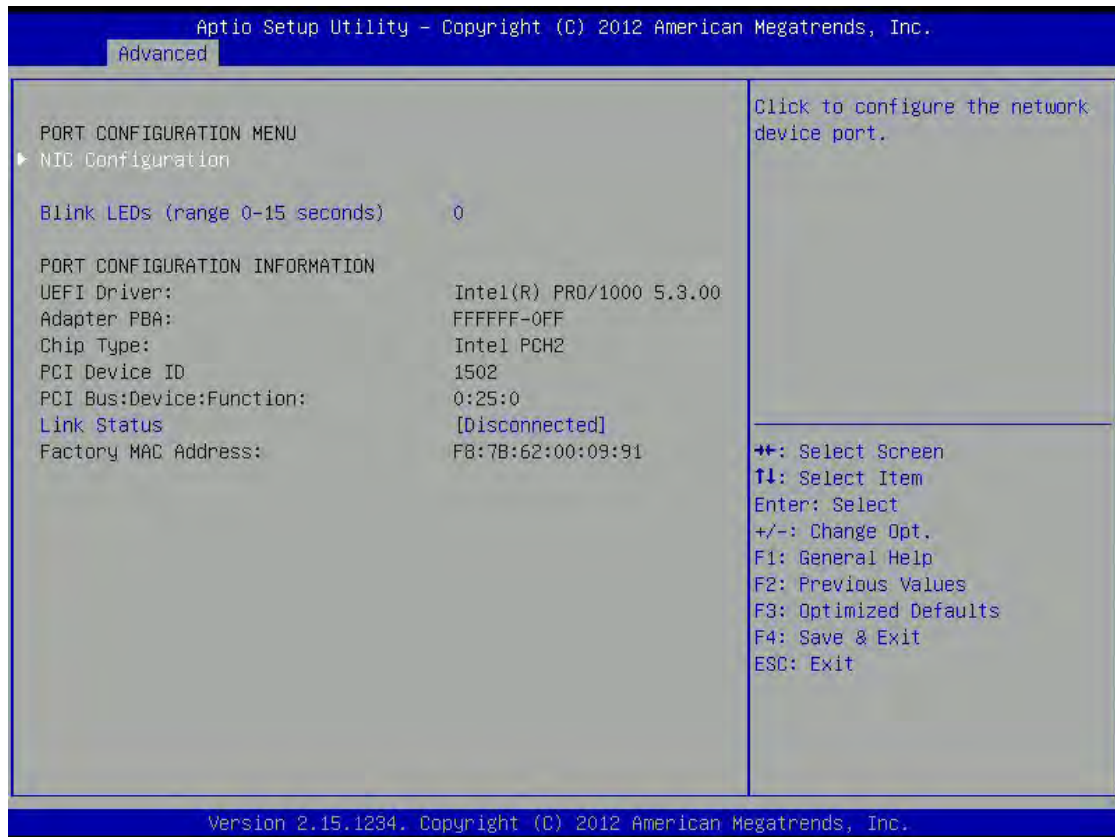 Aptio Setup Utility – Copyright (C) 2012 American Megatrends, Inc.
Advanced
PORT CONFIGURATION MENU
NIC Configuration
Blink LEDs (range 0-15 seconds) 0
PORT CONFIGURATION INFORMATION
UEFI Driver: Intel(R) PRO/1000 5.3.00
Adapter PBA: FFFFFF-0FF
Chip Type: Intel PCH2
PCI Device ID 1502
PCI Bus:Device:Function: 0:25:0
Link Status [Disconnected]
Factory MAC Address: F8:7B:62:00:09:91
Click to configure the network
device port.
→←: Select Screen
↑↓: Select Item
Enter: Select
+/-: Change Opt.
F1: General Help
F2: Previous Values
F3: Optimized Defaults
F4: Save & Exit
ESC: Exit
Version 2.15.1234. Copyright (C) 2012 American Megatrends, Inc.